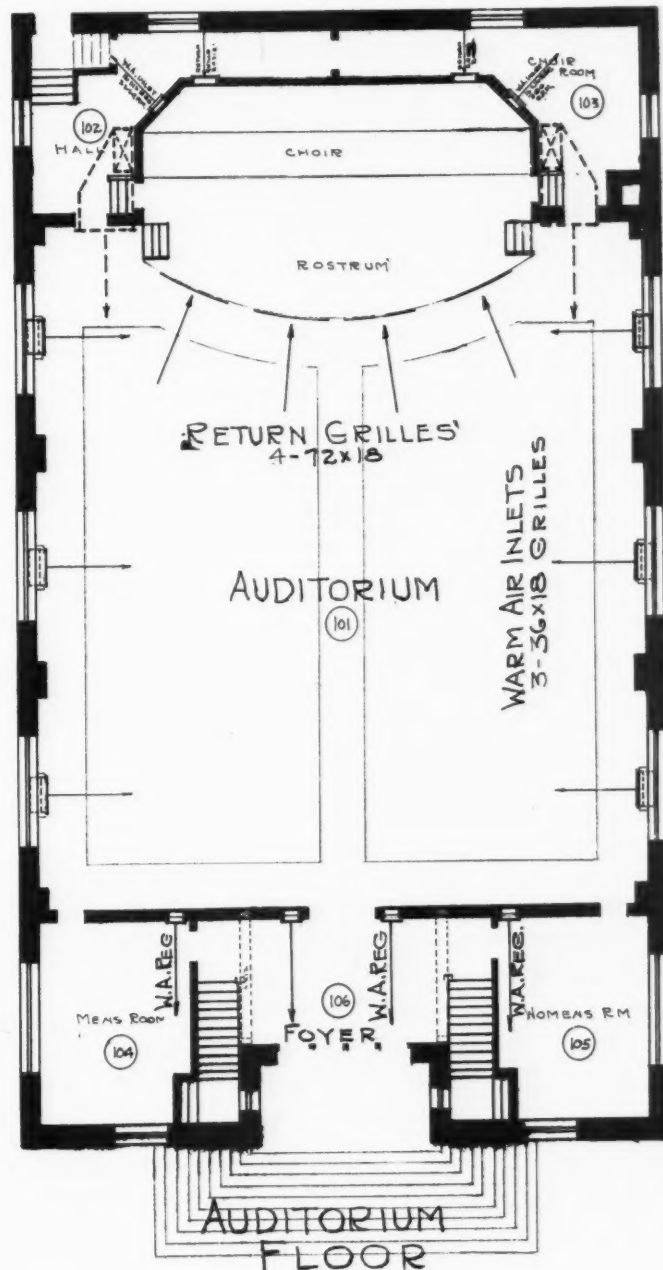 CHOIR
ROOM
103
102
HALL
CHOIR
ROSTRUM
RETURN GRILLES
4-72x18
WARM AIR INLETS
3-36x18 GRILLES
AUDITORIUM
101
W.A.REG
W.A.REG
W.A.REG.
MENS ROOM
104
106
FOYER
WOMENS RM
105
AUDITORIUM
FLOOR